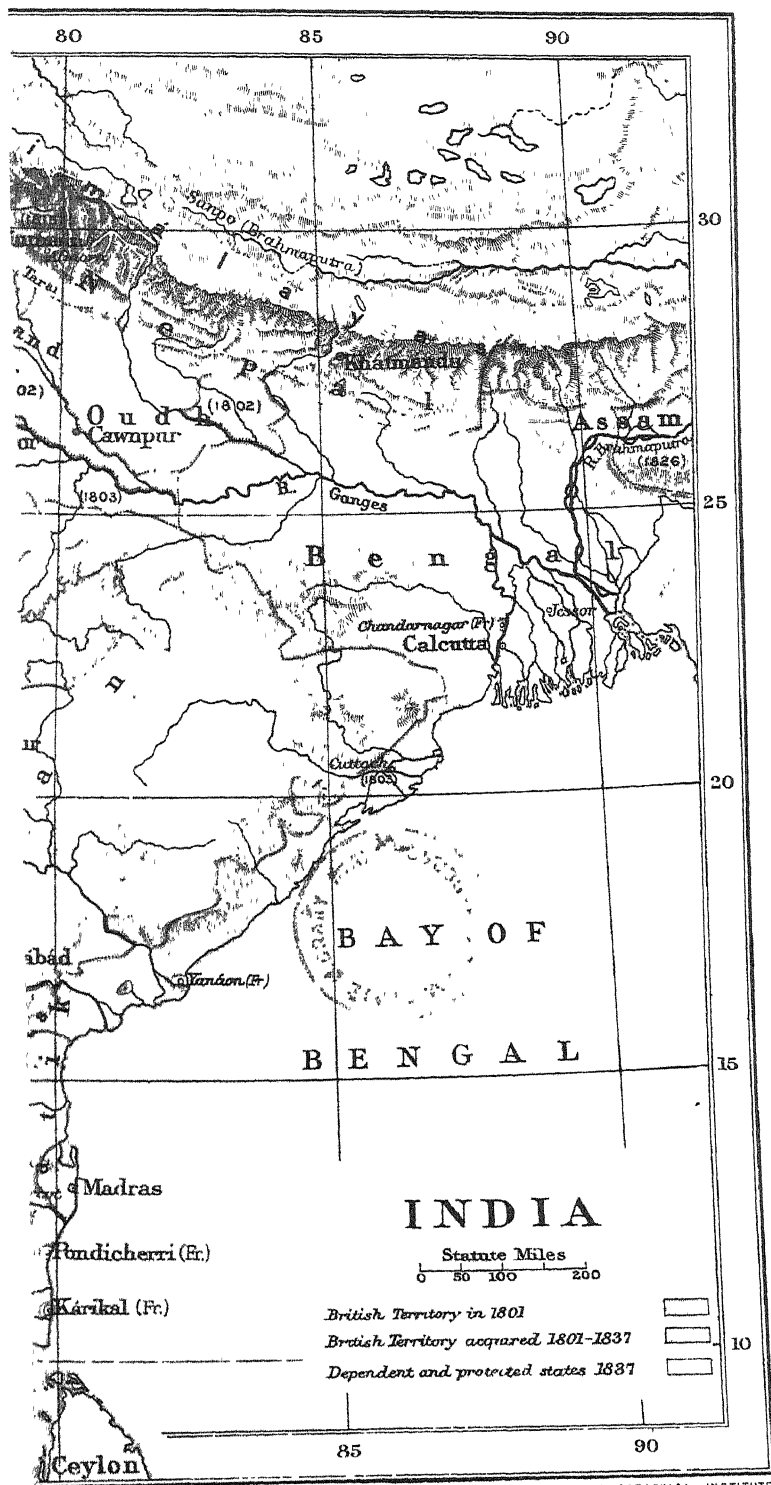 80 85 90
30
Sanpo (Brahmaputra)
Tarai
Nepal
Khatmandu
Oudh
(1802)
Cawnpur
Assam
R. Brahmaputra
(1826)
(1803)
R. Ganges
25
Bengal
Chandarnagar (Fr)
Jessor
Calcutta
Cuttack
(1803)
20
Yanáon (Fr)
BAY OF
BENGAL
15
Madras
INDIA
Statute Miles
0 50 100 200
Pondicherri (Fr.)
Kárikal (Fr.)
British Territory in 1801
British Territory acquired 1801-1837
Dependent and protected states 1837
10
85 90
Ceylon